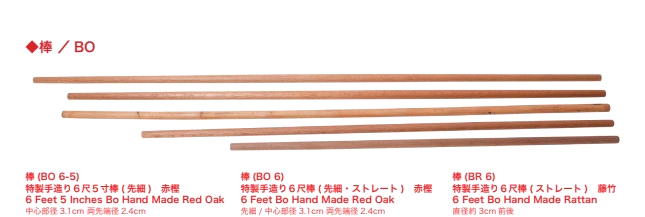 ◆棒 ／ BO
棒 (BO 6-5)
特製手造り６尺５寸棒 ( 先細 )　赤樫
6 Feet 5 Inches Bo Hand Made Red Oak
中心部径 3.1cm 両先端径 2.4cm
棒 (BO 6)
特製手造り６尺棒 ( 先細・ストレート )　赤樫
6 Feet Bo Hand Made Red Oak
先細 / 中心部径 3.1cm 両先端径 2.4cm
棒 (BR 6)
特製手造り６尺棒 ( ストレート )　藤竹
6 Feet Bo Hand Made Rattan
直径約 3cm 前後